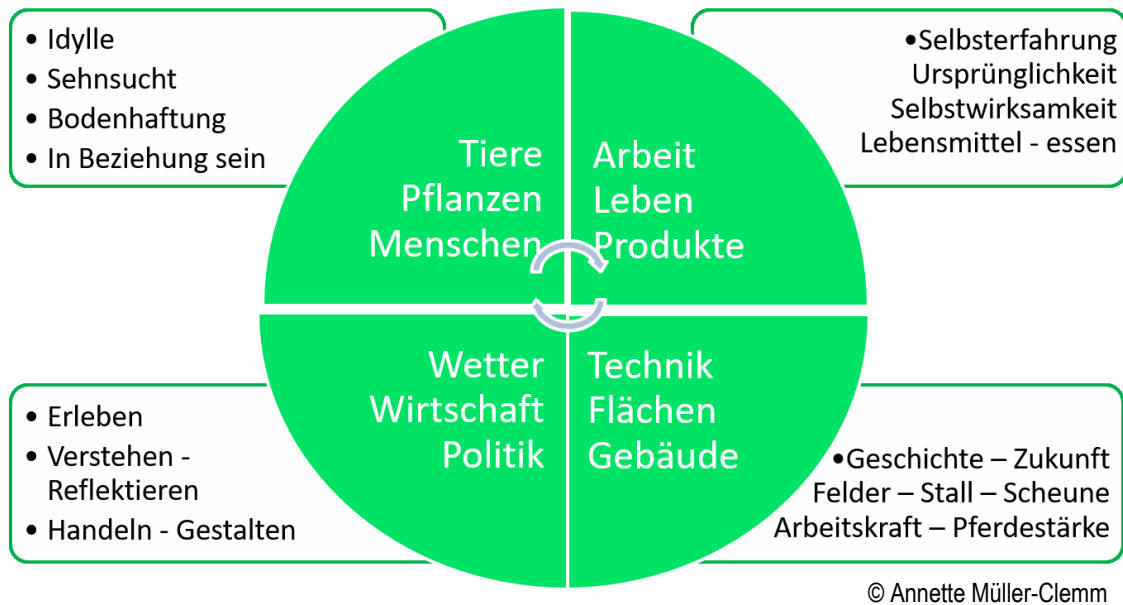 • Idylle
• Sehnsucht
• Bodenhaftung
• In Beziehung sein
Tiere
Pflanzen
Menschen
Arbeit
Leben
Produkte
•Selbsterfahrung
Ursprünglichkeit
Selbstwirksamkeit
Lebensmittel - essen
• Erleben
• Verstehen -
Reflektieren
• Handeln - Gestalten
Wetter
Wirtschaft
Politik
Technik
Flächen
Gebäude
•Geschichte – Zukunft
Felder – Stall – Scheune
Arbeitskraft – Pferdestärke
© Annette Müller-Clemm